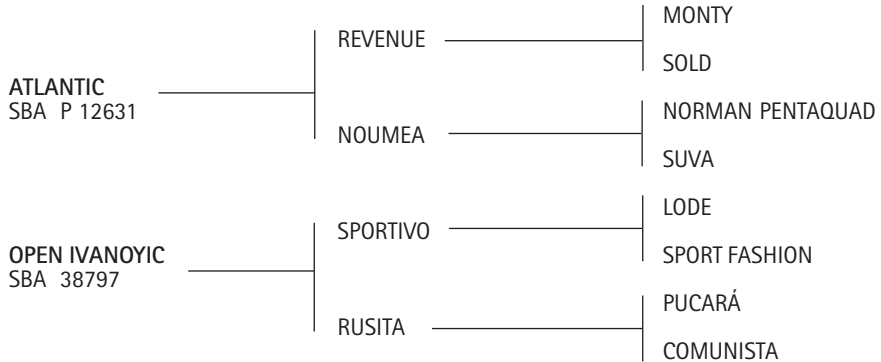 MONTY
REVENUE
SOLD
ATLANTIC
SBA P 12631
NORMAN PENTAQUAD
NOUMEA
SUVA
LODE
SPORTIVO
SPORT FASHION
OPEN IVANOYIC
SBA 38797
PUCARÁ
RUSITA
COMUNISTA